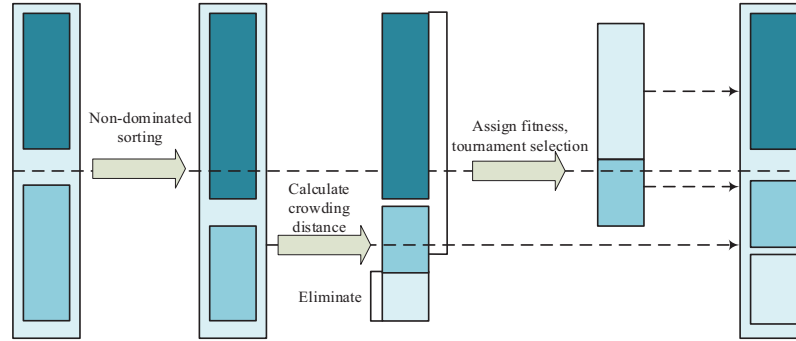 Non-dominated
sorting
Calculate
crowding
distance
Eliminate
Assign fitness,
tournament selection